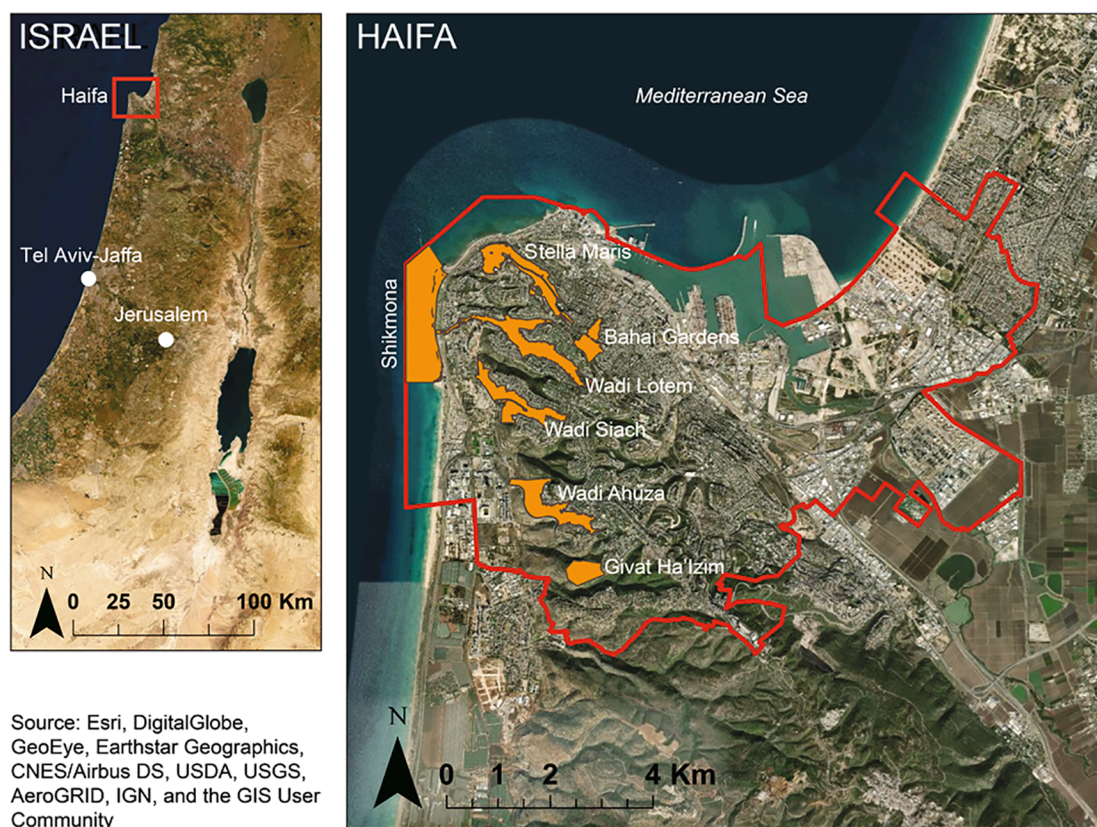 ISRAEL
Haifa
Tel Aviv-Jaffa
Jerusalem
N
0 25 50 100 Km
Source: Esri, DigitalGlobe,
GeoEye, Earthstar Geographics,
CNES/Airbus DS, USDA, USGS,
AeroGRID, IGN, and the GIS User
Community
HAIFA
Mediterranean Sea
Stella Maris
Shikmona
Bahai Gardens
Wadi Lotem
Wadi Siach
Wadi Ahuza
Givat Ha'Izim
N
0 1 2 4 Km